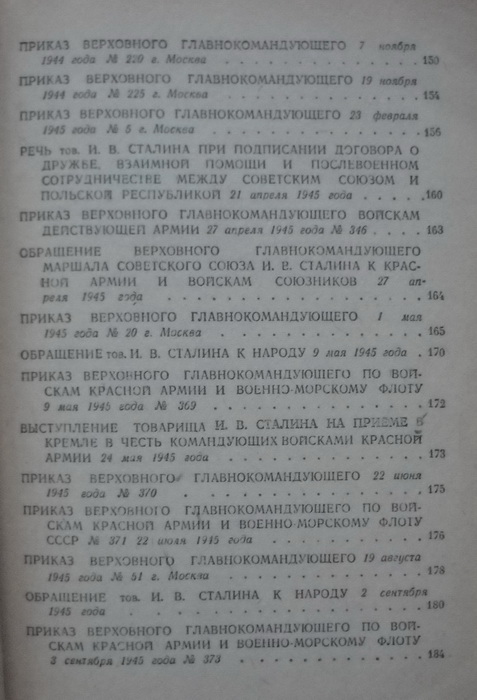 ПРИКАЗ ВЕРХОВНОГО ГЛАВНОКОМАНДУЮЩЕГО 7 ноября
1944 года № 220 г. Москва . . . . . . . . . . . 150
ПРИКАЗ ВЕРХОВНОГО ГЛАВНОКОМАНДУЮЩЕГО 19 ноября
1944 года № 225 г. Москва . . . . . . . . . . . 154
ПРИКАЗ ВЕРХОВНОГО ГЛАВНОКОМАНДУЮЩЕГО 23 февраля
1945 года № 5 г. Москва . . . . . . . . . . . . 156
РЕЧЬ тов. И. В. СТАЛИНА ПРИ ПОДПИСАНИИ ДОГОВОРА О
ДРУЖБЕ, ВЗАИМНОЙ ПОМОЩИ И ПОСЛЕВОЕННОМ
СОТРУДНИЧЕСТВЕ МЕЖДУ СОВЕТСКИМ СОЮЗОМ И
ПОЛЬСКОЙ РЕСПУБЛИКОЙ 21 апреля 1945 года . . . . . 160
ПРИКАЗ ВЕРХОВНОГО ГЛАВНОКОМАНДУЮЩЕГО ВОЙСКАМ
ДЕЙСТВУЮЩЕЙ АРМИИ 27 апреля 1945 года № 346 . . . . 163
ОБРАЩЕНИЕ ВЕРХОВНОГО ГЛАВНОКОМАНДУЮЩЕГО
МАРШАЛА СОВЕТСКОГО СОЮЗА И. В. СТАЛИНА К КРАС-
НОЙ АРМИИ И ВОЙСКАМ СОЮЗНИКОВ 27 ап-
реля 1945 года . . . . . . . . . . . . . . 164
ПРИКАЗ ВЕРХОВНОГО ГЛАВНОКОМАНДУЮЩЕГО 1 мая
1945 года № 20 г. Москва . . . . . . . . . . . 165
ОБРАЩЕНИЕ тов. И. В. СТАЛИНА К НАРОДУ 9 мая 1945 года . 170
ПРИКАЗ ВЕРХОВНОГО ГЛАВНОКОМАНДУЮЩЕГО ПО ВОЙ-
СКАМ КРАСНОЙ АРМИИ И ВОЕННО-МОРСКОМУ ФЛОТУ
9 мая 1945 года № 369 . . . . . . . . . . . . 172
ВЫСТУПЛЕНИЕ ТОВАРИЩА И. В. СТАЛИНА НА ПРИЕМЕ В
КРЕМЛЕ В ЧЕСТЬ КОМАНДУЮЩИХ ВОЙСКАМИ КРАСНОЙ
АРМИИ 24 мая 1945 года . . . . . . . . . . . . 173
ПРИКАЗ ВЕРХОВНОГО ГЛАВНОКОМАНДУЮЩЕГО 22 июня
1945 года № 370 . . . . . . . . . . . . . . . 175
ПРИКАЗ ВЕРХОВНОГО ГЛАВНОКОМАНДУЮЩЕГО ПО ВОЙ-
СКАМ КРАСНОЙ АРМИИ И ВОЕННО-МОРСКОМУ ФЛОТУ
СССР № 371 22 июля 1945 года . . . . . . . . . 176
ПРИКАЗ ВЕРХОВНОГО ГЛАВНОКОМАНДУЮЩЕГО 19 августа
1945 года № 51 г. Москва . . . . . . . . . . . 178
ОБРАЩЕНИЕ тов. И. В. СТАЛИНА К НАРОДУ 2 сентября
1945 года . . . . . . . . . . . . . . . . 180
ПРИКАЗ ВЕРХОВНОГО ГЛАВНОКОМАНДУЮЩЕГО ПО ВОЙ-
СКАМ КРАСНОЙ АРМИИ И ВОЕННО-МОРСКОМУ ФЛОТУ
3 сентября 1945 года № 373 . . . . . . . . . . 184